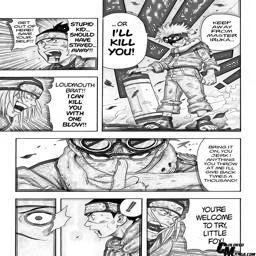 KEEP
AWAY
FROM
MASTER
IRUKA...
...OR
I'LL
KILL
YOU!
STUPID
KID...
SHOULD
HAVE
STAYED
AWAY!!
GET
OUT OF
HERE!
SAVE
YOUR-
SELF!
LOUDMOUTH
BRAT!!
I CAN
KILL
YOU
WITH
ONE
BLOW!!
BRING IT
ON, YOU
JERK!
ANYTHING
YOU THROW
AT ME I'LL
GIVE BACK
TIMES A
THOUSAND!
YOU'RE
WELCOME
TO TRY,
LITTLE
FOX!